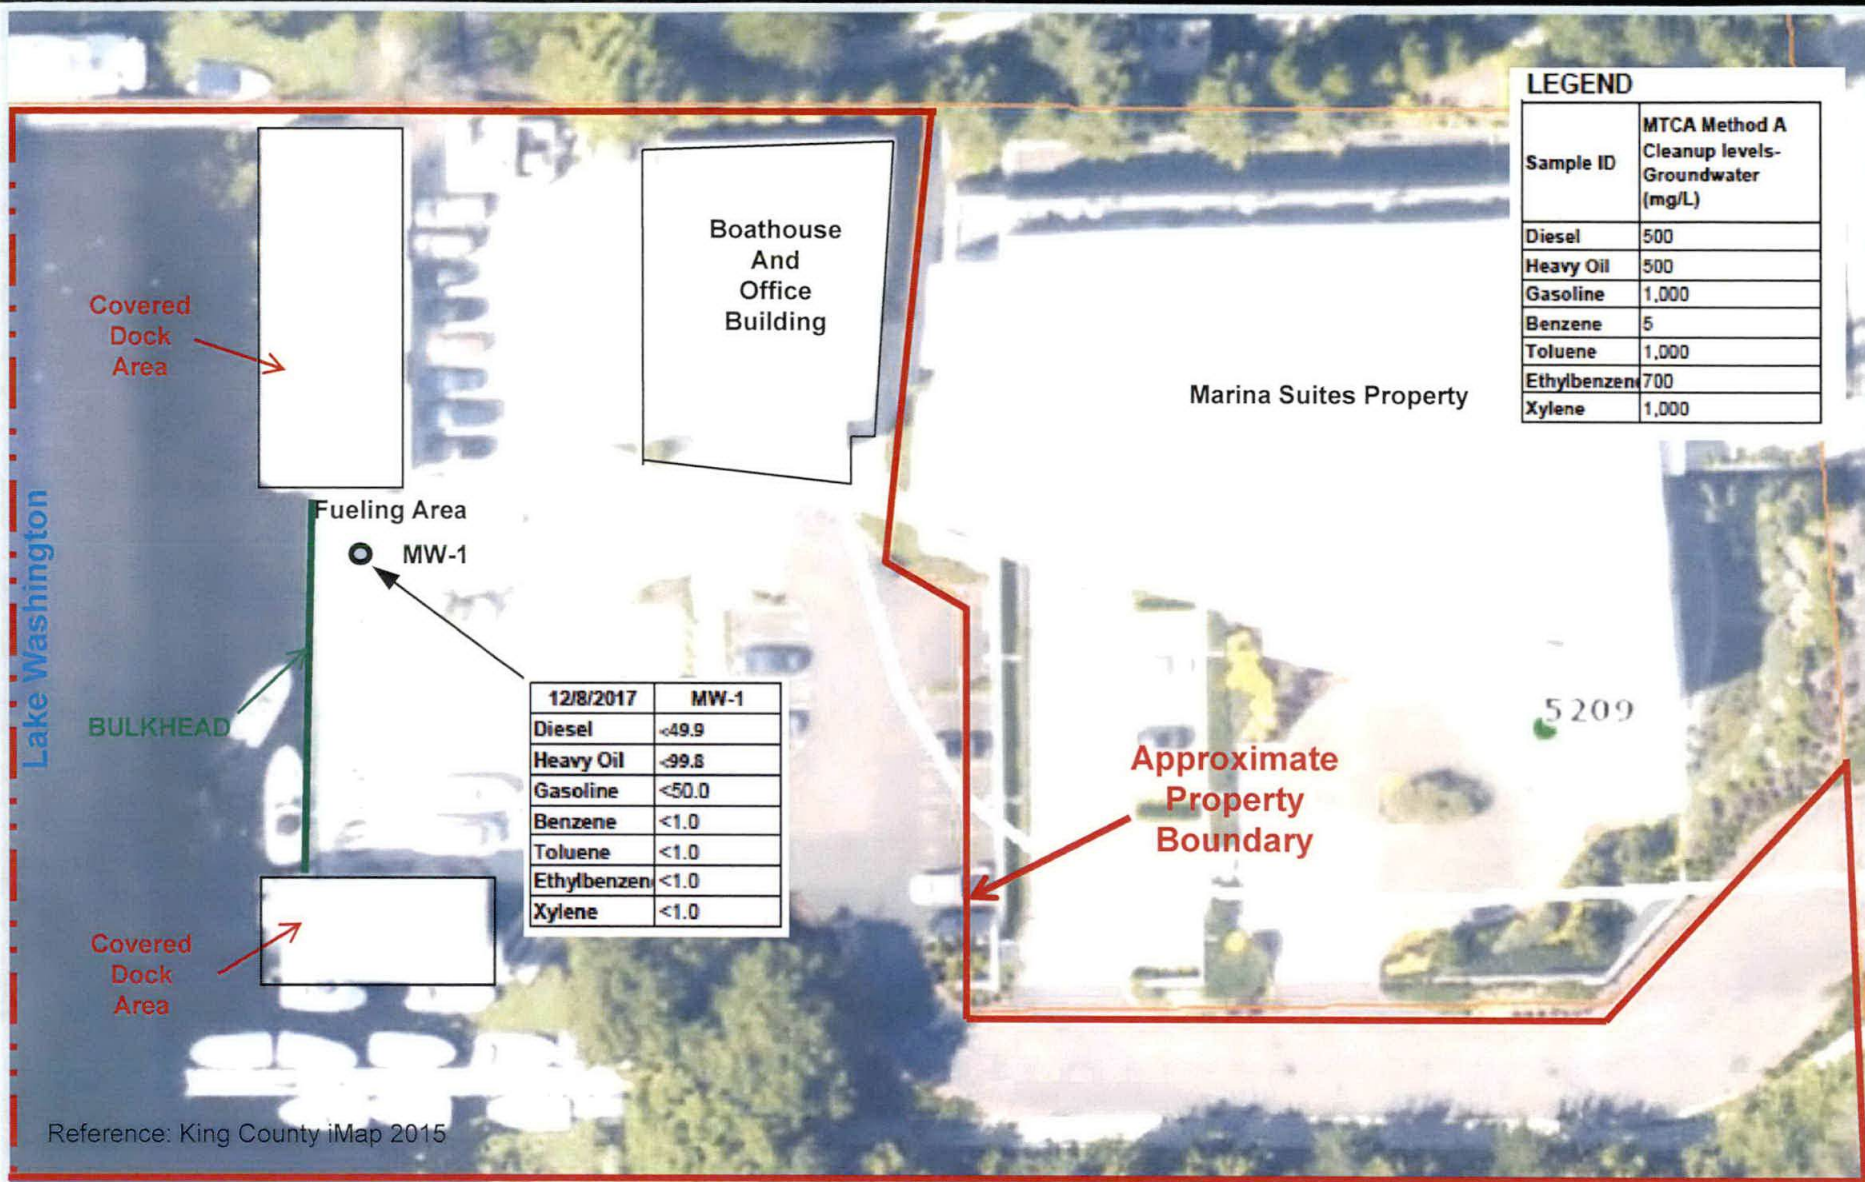 LEGEND
Sample ID MTCA Method A
Cleanup levels-
Groundwater
(mg/L)
Diesel 500
Heavy Oil 500
Gasoline 1,000
Benzene 5
Toluene 1,000
Ethylbenzen 700
Xylene 1,000
Boathouse
And
Office
Building
Covered
Dock
Area
Marina Suites Property
Lake Washington
Fueling Area
MW-1
BULKHEAD
12/8/2017 MW-1
Diesel <49.9
Heavy Oil <99.8
Gasoline <50.0
Benzene <1.0
Toluene <1.0
Ethylbenzen <1.0
Xylene <1.0
5209
Approximate
Property
Boundary
Covered
Dock
Area
Reference: King County iMap 2015